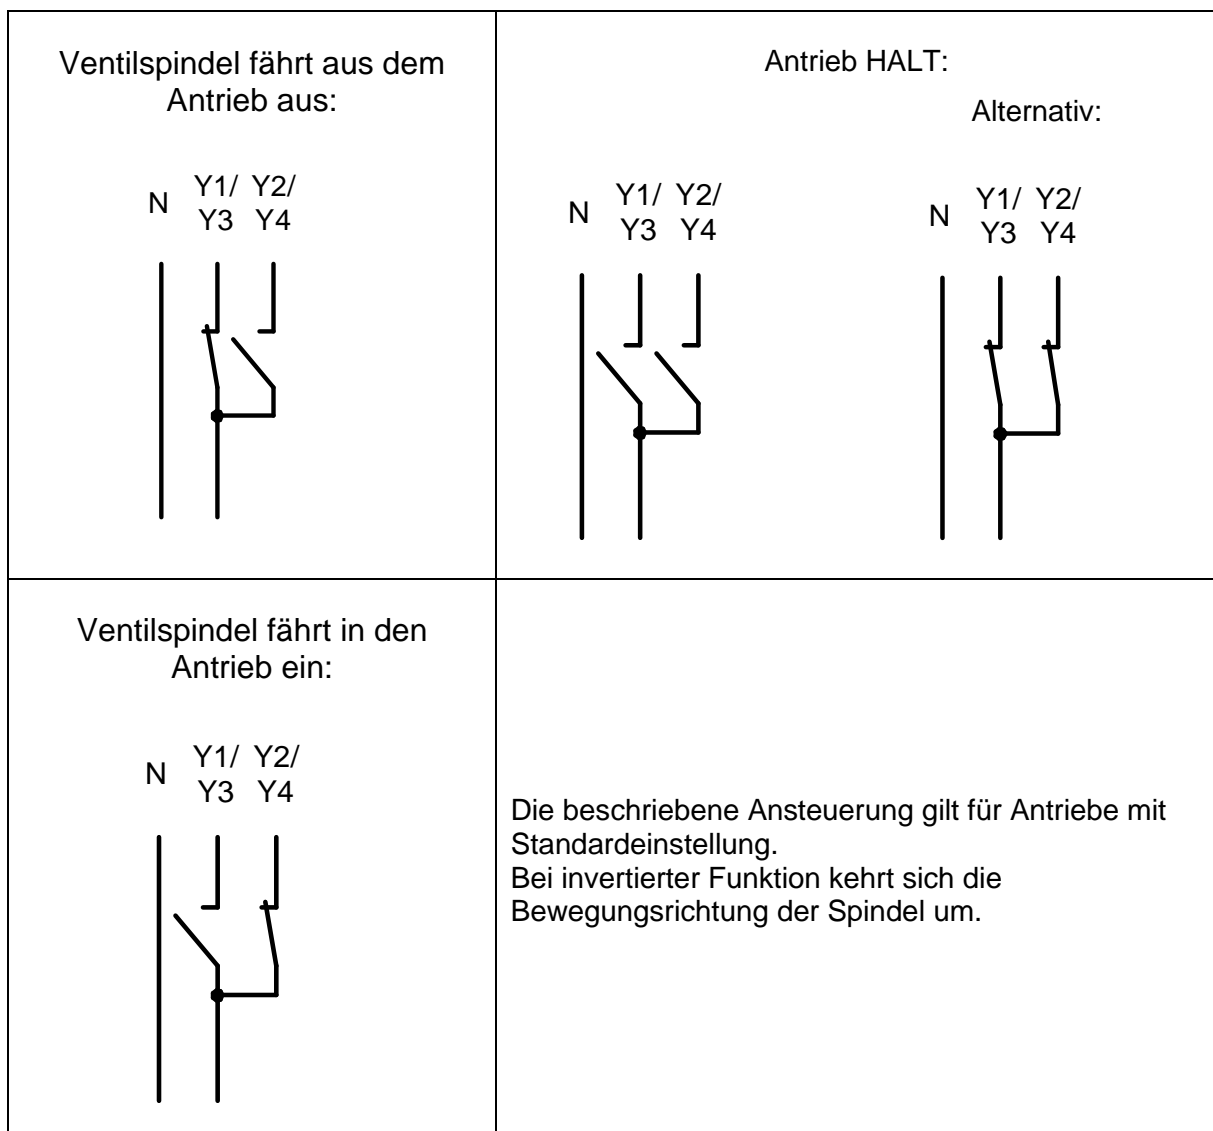 Ventilspindel fährt aus dem
Antrieb aus:
N Y1/ Y2/
Y3 Y4
Antrieb HALT:
Alternativ:
N Y1/ Y2/
Y3 Y4
N Y1/ Y2/
Y3 Y4
Ventilspindel fährt in den
Antrieb ein:
N Y1/ Y2/
Y3 Y4
Die beschriebene Ansteuerung gilt für Antriebe mit
Standardeinstellung.
Bei invertierter Funktion kehrt sich die
Bewegungsrichtung der Spindel um.